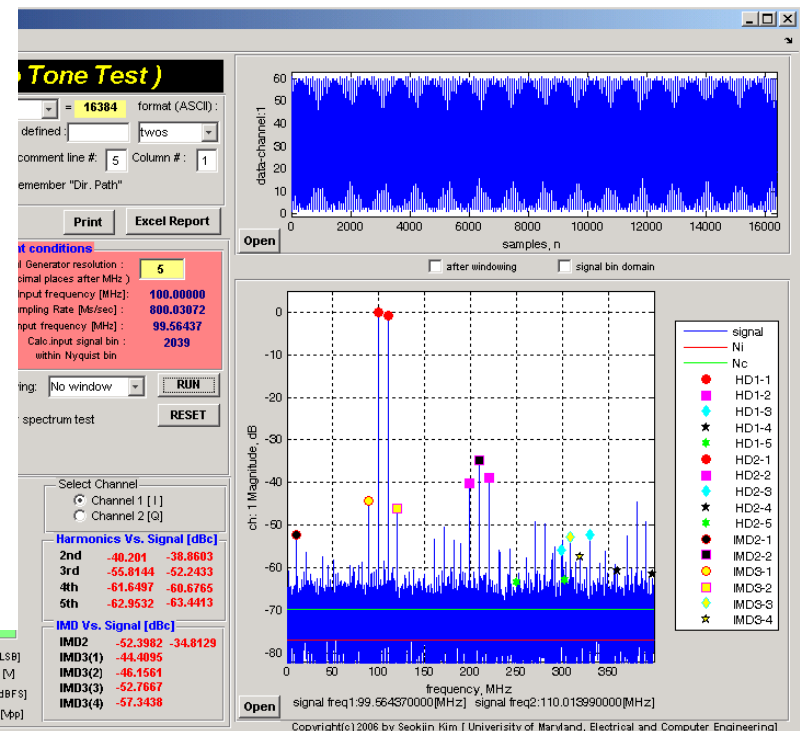 o Tone Test )
= 16384 format (ASCII) :
defined : twos
comment line #: 5 Column # : 1
emember "Dir. Path"
Print Excel Report
nt conditions
l Generator resolution : 5
cimal places after MHz )
Input frequency [MHz]: 100.00000
mpling Rate [Ms/sec] : 800.03072
nput frequency [MHz] : 99.56437
Calc.input signal bin : 2039
within Nyquist bin
ing: No window RUN
r spectrum test RESET
Select Channel
Channel 1 [ I ]
Channel 2 [Q]
Harmonics Vs. Signal [dBc]
2nd -40.201 -38.8603
3rd -55.8144 -52.2433
4th -61.6497 -60.6765
5th -62.9532 -63.4413
IMD Vs. Signal [dBc]
IMD2 -52.3982 -34.8129
IMD3(1) -44.4095
IMD3(2) -46.1561
IMD3(3) -52.7667
IMD3(4) -57.3438
LSB]
[V]
dBFS]
[Vpp]
data-channel:1
60
50
40
30
20
10
0
0 2000 4000 6000 8000 10000 12000 14000 16000
samples, n
Open
after windowing signal bin domain
ch: 1 Magnitude, dB
0
-10
-20
-30
-40
-50
-60
-70
-80
0 50 100 150 200 250 300 350
frequency, MHz
signal
Ni
Nc
HD1-1
HD1-2
HD1-3
HD1-4
HD1-5
HD2-1
HD2-2
HD2-3
HD2-4
HD2-5
IMD2-1
IMD2-2
IMD3-1
IMD3-2
IMD3-3
IMD3-4
Open
signal freq1:99.564370000[MHz] signal freq2:110.013990000[MHz]
Copyright(c) 2006 by Seokjin Kim [ Univerisity of Maryland, Electrical and Computer Engineering]